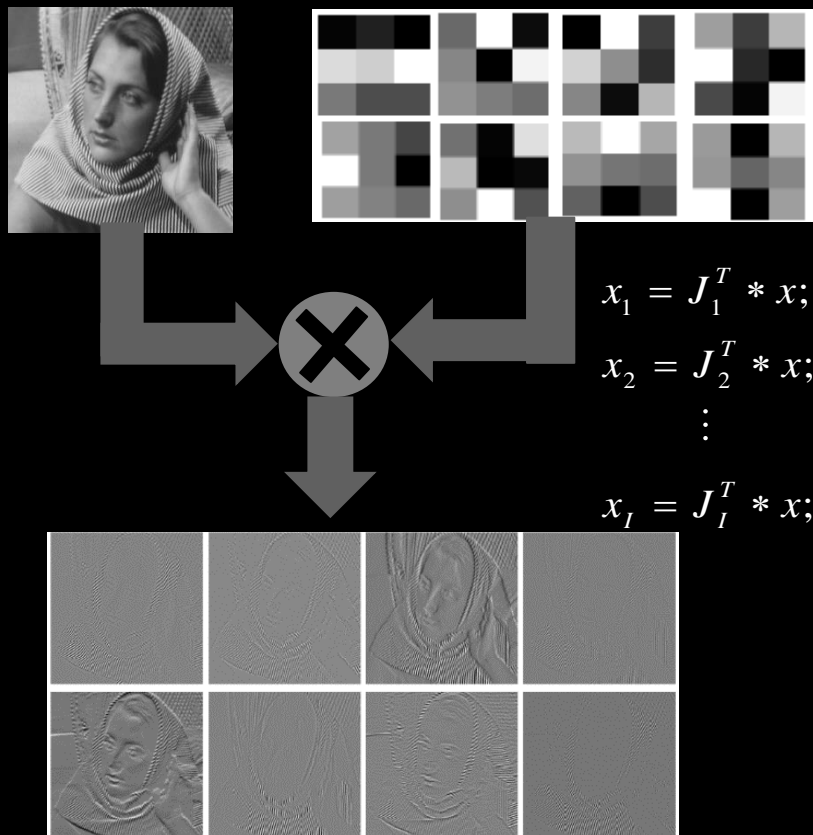 x₁ = J₁ᵀ * x;
x₂ = J₂ᵀ * x;
⋮
x_I = J_Iᵀ * x;